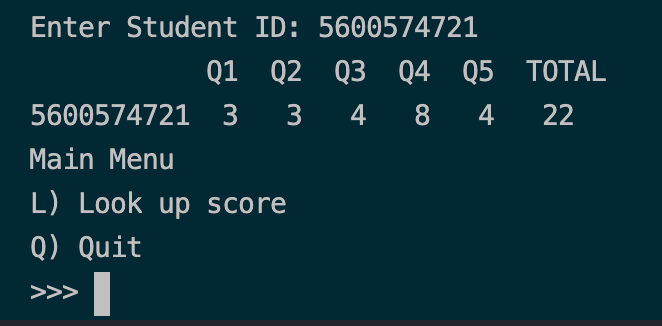 Enter Student ID: 5600574721
Q1 Q2 Q3 Q4 Q5 TOTAL
5600574721 3 3 4 8 4 22
Main Menu
L) Look up score
Q) Quit
>>>